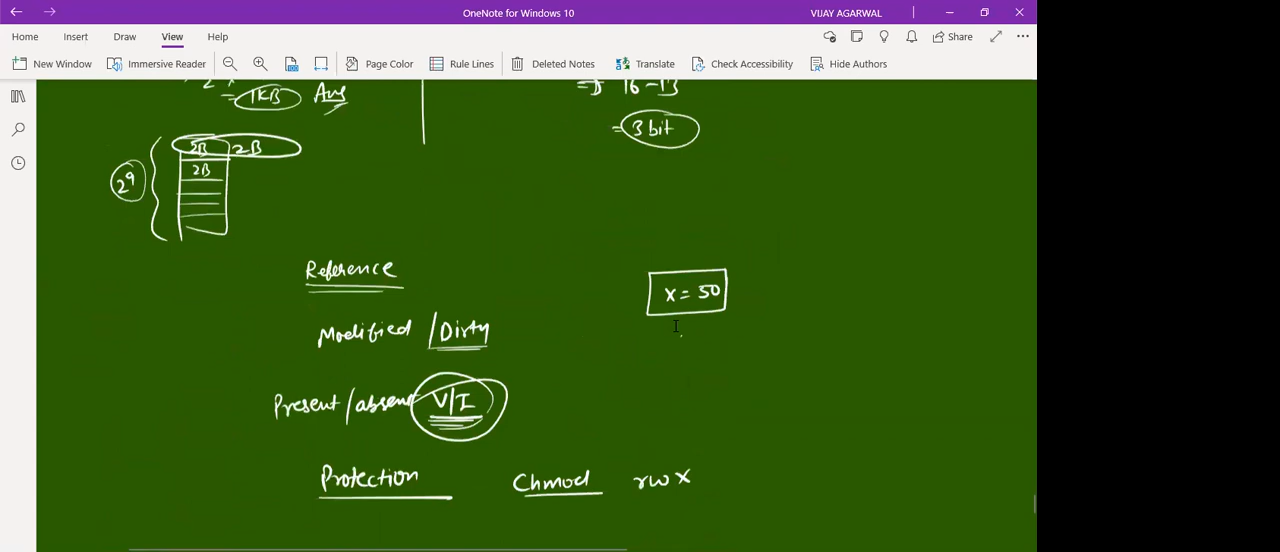 OneNote for Windows 10
VIJAY AGARWAL
Home Insert Draw View Help
Share
New Window Immersive Reader Page Color Rule Lines Deleted Notes Translate Check Accessibility Hide Authors
= 1KB Ans
=> 16-13
= 3 bit
2B 2B
2^9
2B
Reference
x = 50
Modified / Dirty
Present / absent V/I
Protection Chmod rwx